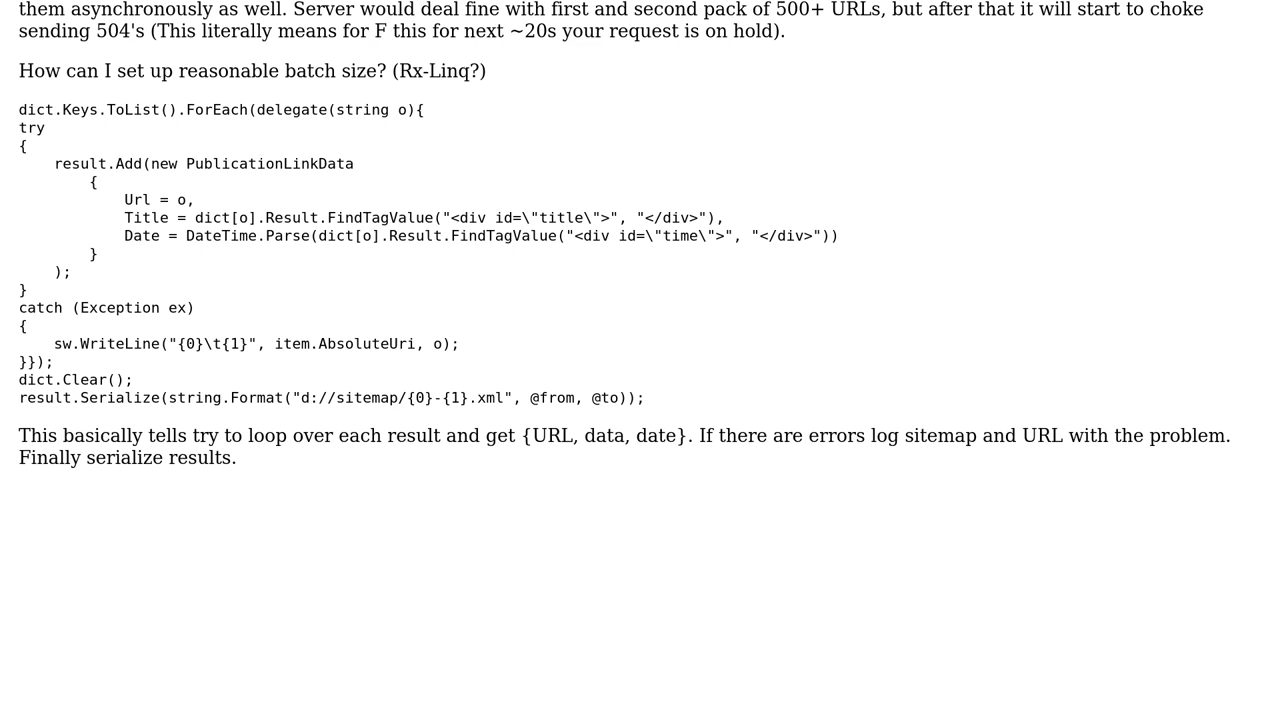 them asynchronously as well. Server would deal fine with first and second pack of 500+ URLs, but after that it will start to choke
sending 504's (This literally means for F this for next ~20s your request is on hold).
How can I set up reasonable batch size? (Rx-Linq?)
dict.Keys.ToList().ForEach(delegate(string o){
try
{
    result.Add(new PublicationLinkData
        {
            Url = o,
            Title = dict[o].Result.FindTagValue("<div id=\"title\">", "</div>"),
            Date = DateTime.Parse(dict[o].Result.FindTagValue("<div id=\"time\">", "</div>"))
        }
    );
}
catch (Exception ex)
{
    sw.WriteLine("{0}\t{1}", item.AbsoluteUri, o);
}});
dict.Clear();
result.Serialize(string.Format("d://sitemap/{0}-{1}.xml", @from, @to));
This basically tells try to loop over each result and get {URL, data, date}. If there are errors log sitemap and URL with the problem.
Finally serialize results.